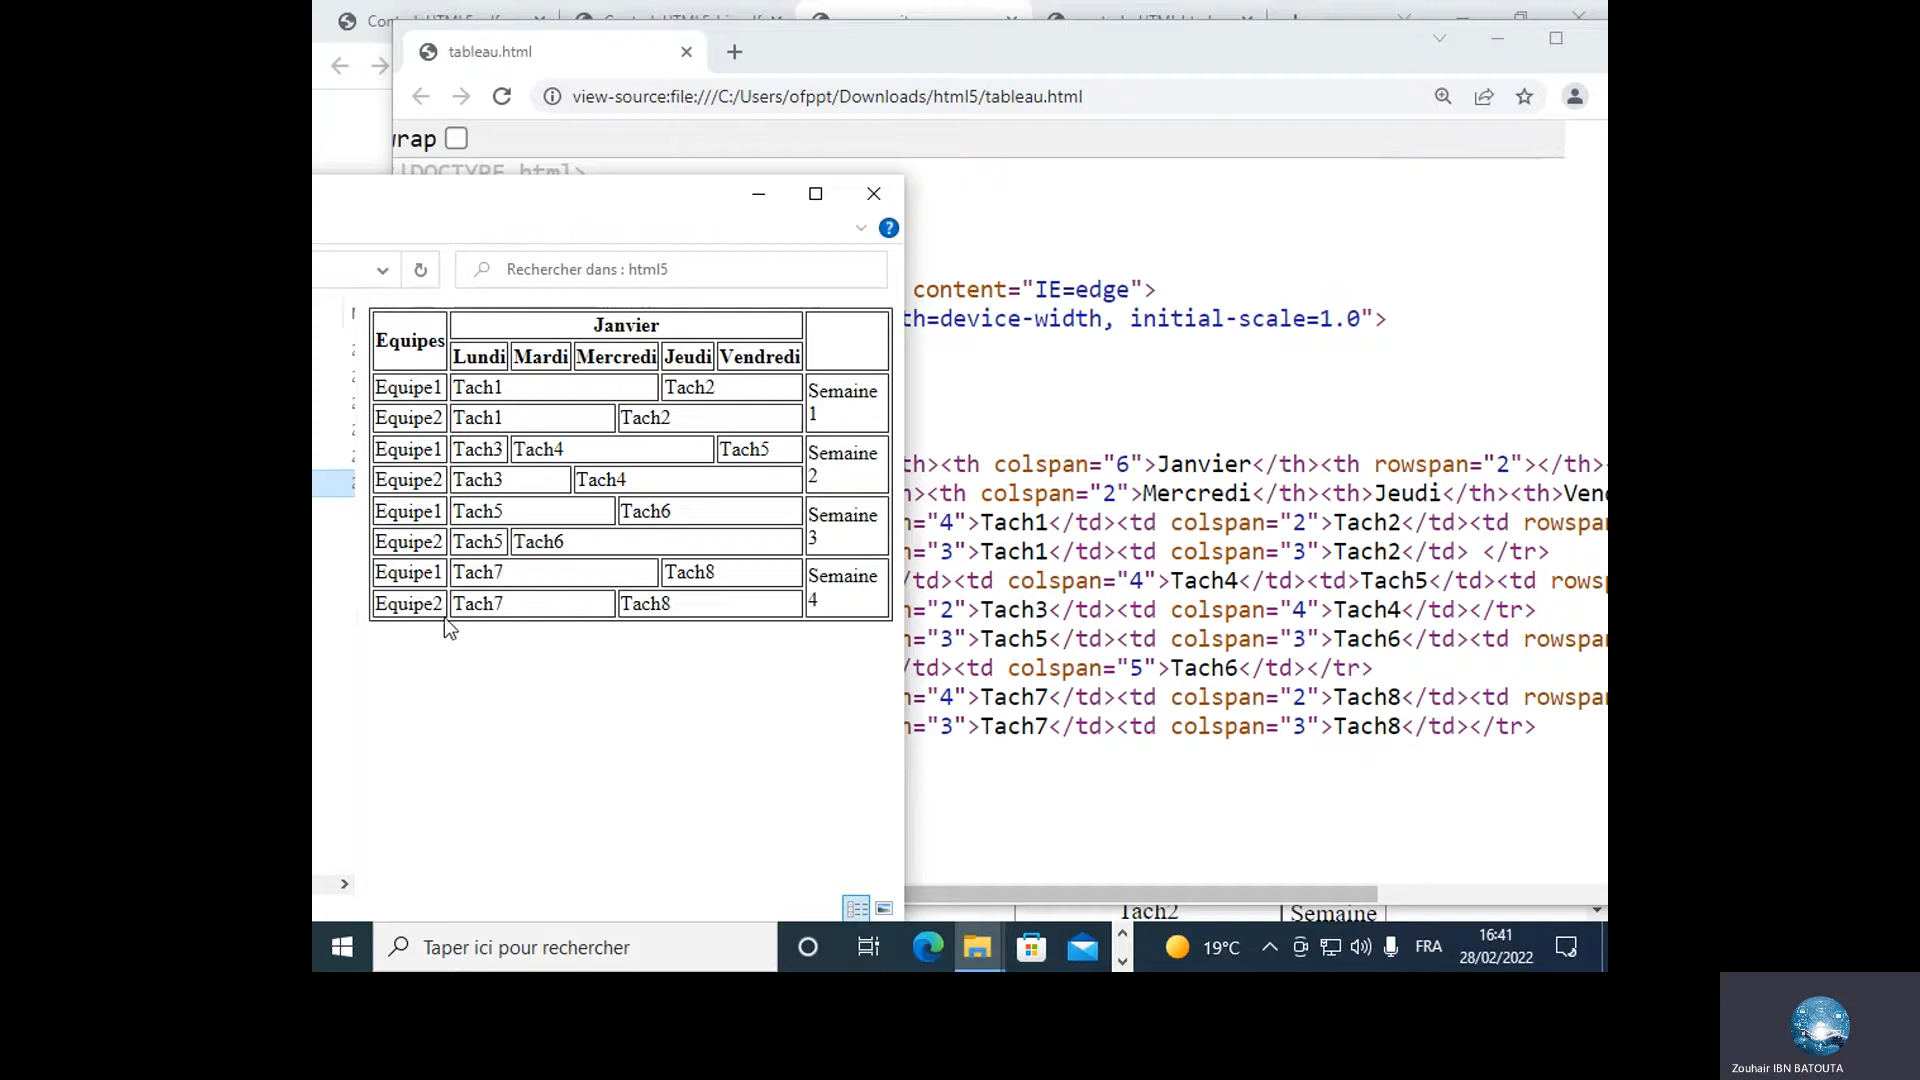 tableau.html
view-source:file:///C:/Users/ofppt/Downloads/html5/tableau.html
wrap
!DOCTYPE html>
Rechercher dans : html5
content="IE=edge">
th=device-width, initial-scale=1.0">
Equipes Janvier
Lundi Mardi Mercredi Jeudi Vendredi
Equipe1 Tach1 Tach2 Semaine 1
Equipe2 Tach1 Tach2
Equipe1 Tach3 Tach4 Tach5 Semaine 2
Equipe2 Tach3 Tach4
Equipe1 Tach5 Tach6 Semaine 3
Equipe2 Tach5 Tach6
Equipe1 Tach7 Tach8 Semaine 4
Equipe2 Tach7 Tach8
th><th colspan="6">Janvier</th><th rowspan="2"></th>
><th colspan="2">Mercredi</th><th>Jeudi</th><th>Ven
="4">Tach1</td><td colspan="2">Tach2</td><td rowspa
="3">Tach1</td><td colspan="3">Tach2</td> </tr>
/td><td colspan="4">Tach4</td><td>Tach5</td><td rows
="2">Tach3</td><td colspan="4">Tach4</td></tr>
="3">Tach5</td><td colspan="3">Tach6</td><td rowspa
/td><td colspan="5">Tach6</td></tr>
="4">Tach7</td><td colspan="2">Tach8</td><td rowspa
="3">Tach7</td><td colspan="3">Tach8</td></tr>
Tach2 Semaine
Taper ici pour rechercher
19°C
FRA
16:41
28/02/2022
Zouhair IBN BATOUTA